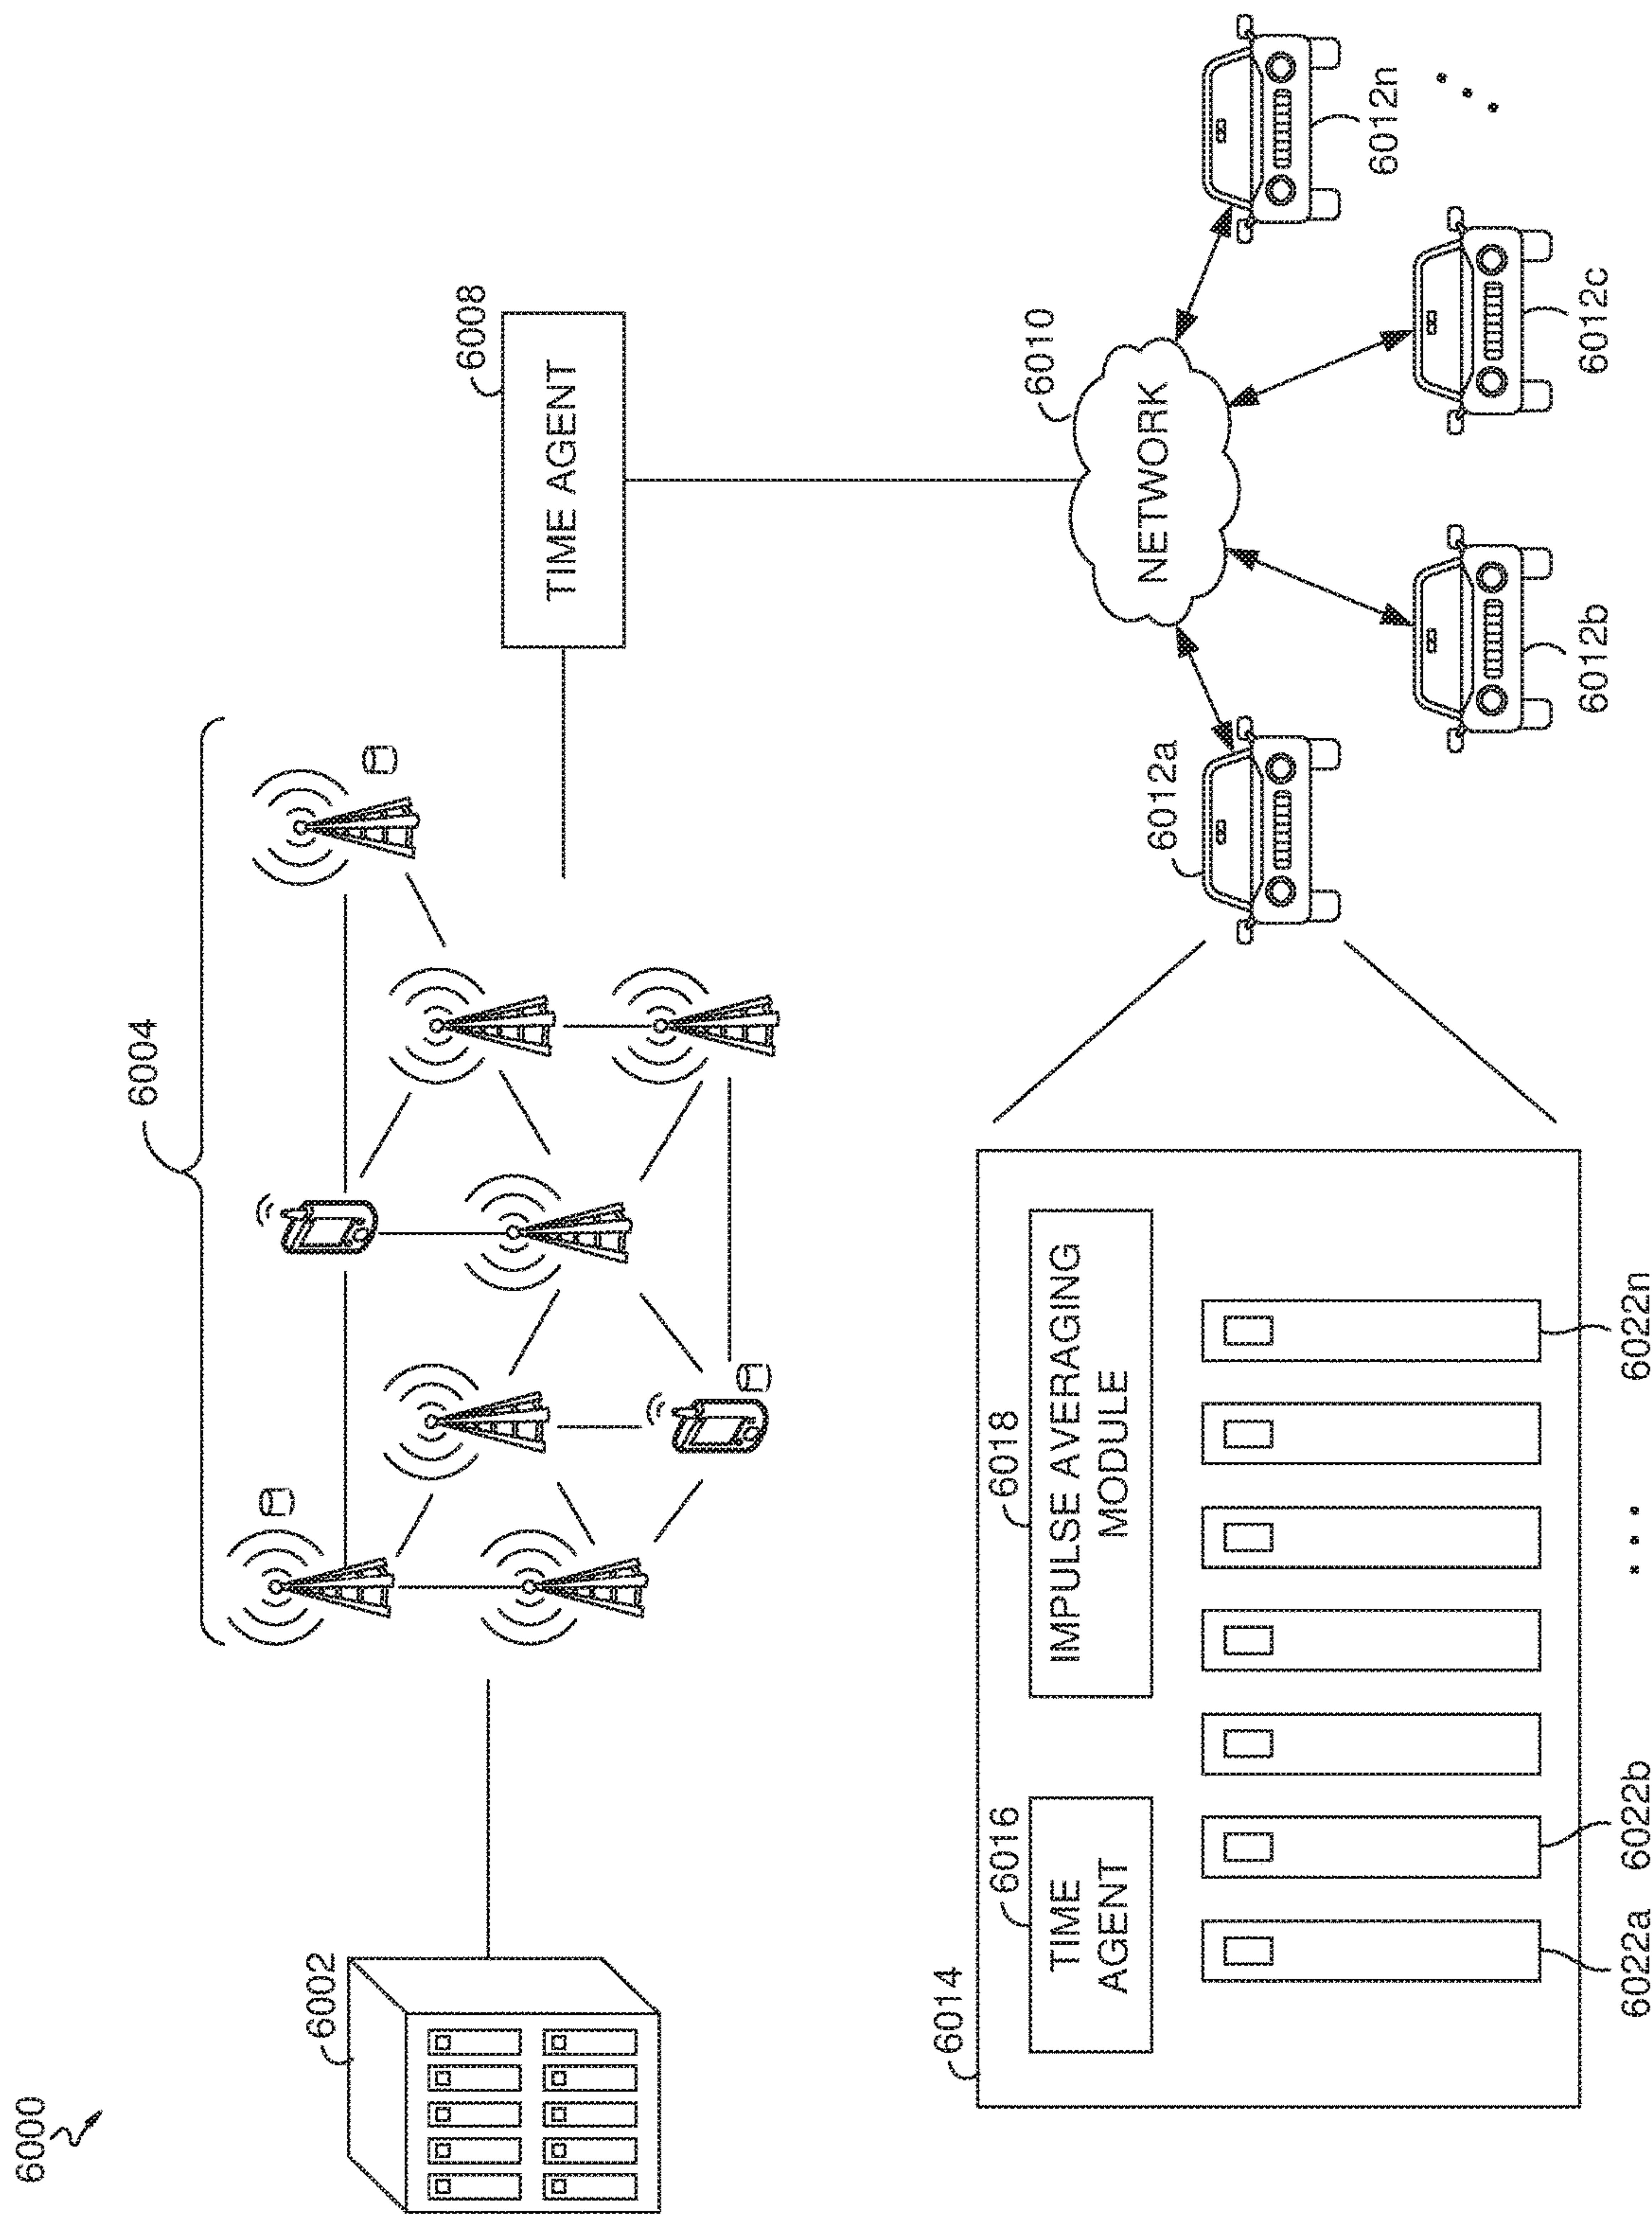 6000
6002
6004
6008
TIME AGENT
6014
6016
TIME
AGENT
6018
IMPULSE AVERAGING
MODULE
6022a
6022b
• • •
6022n
6012a
6010
NETWORK
6012b
6012c
6012n
• • •